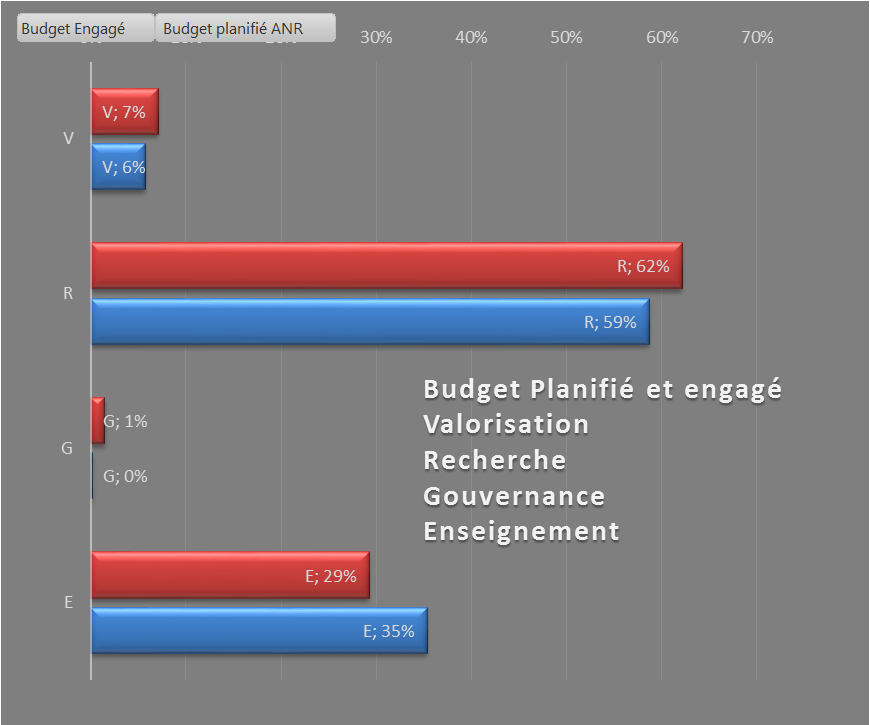 Budget Engagé Budget planifié ANR
30% 40% 50% 60% 70%
V
V; 7%
V; 6%
R
R; 62%
R; 59%
Budget Planifié et engagé
Valorisation
Recherche
Gouvernance
Enseignement
G
G; 1%
G; 0%
E
E; 29%
E; 35%